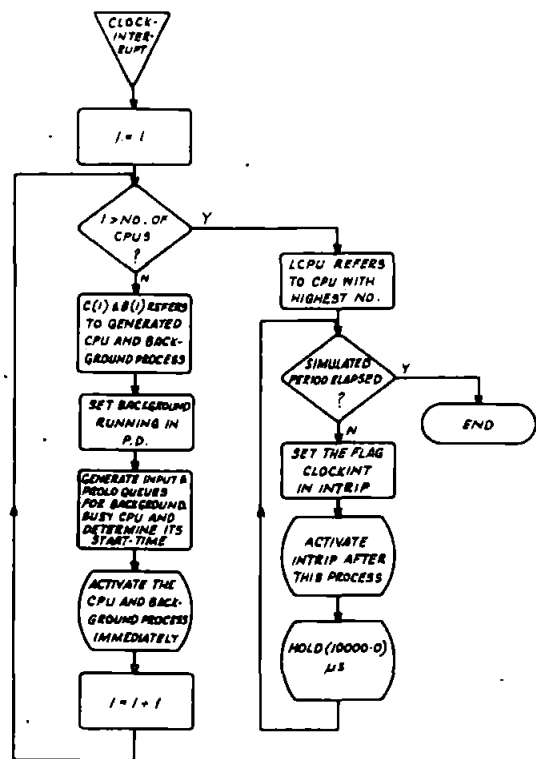 CLOCK-
INTER-
RUPT
I = 1
I > NO. OF
CPUS
?
Y
N
C(I) & B(I) REFERS
TO GENERATED
CPU AND BACK-
GROUND PROCESS
SET BACKGROUND
RUNNING IN
P.D.
GENERATE INPUT &
PROLO QUEUES
FOR BACKGROUND,
BUSY CPU AND
DETERMINE ITS
START-TIME
ACTIVATE THE
CPU AND BACK-
GROUND PROCESS
IMMEDIATELY
I = I + 1
LCPU REFERS
TO CPU WITH
HIGHEST NO.
SIMULATED
PERIOD ELAPSED
?
Y
N
END
SET THE FLAG
CLOCKINT
IN INTRIP
ACTIVATE
INTRIP AFTER
THIS PROCESS
HOLD (10000.0)
µs